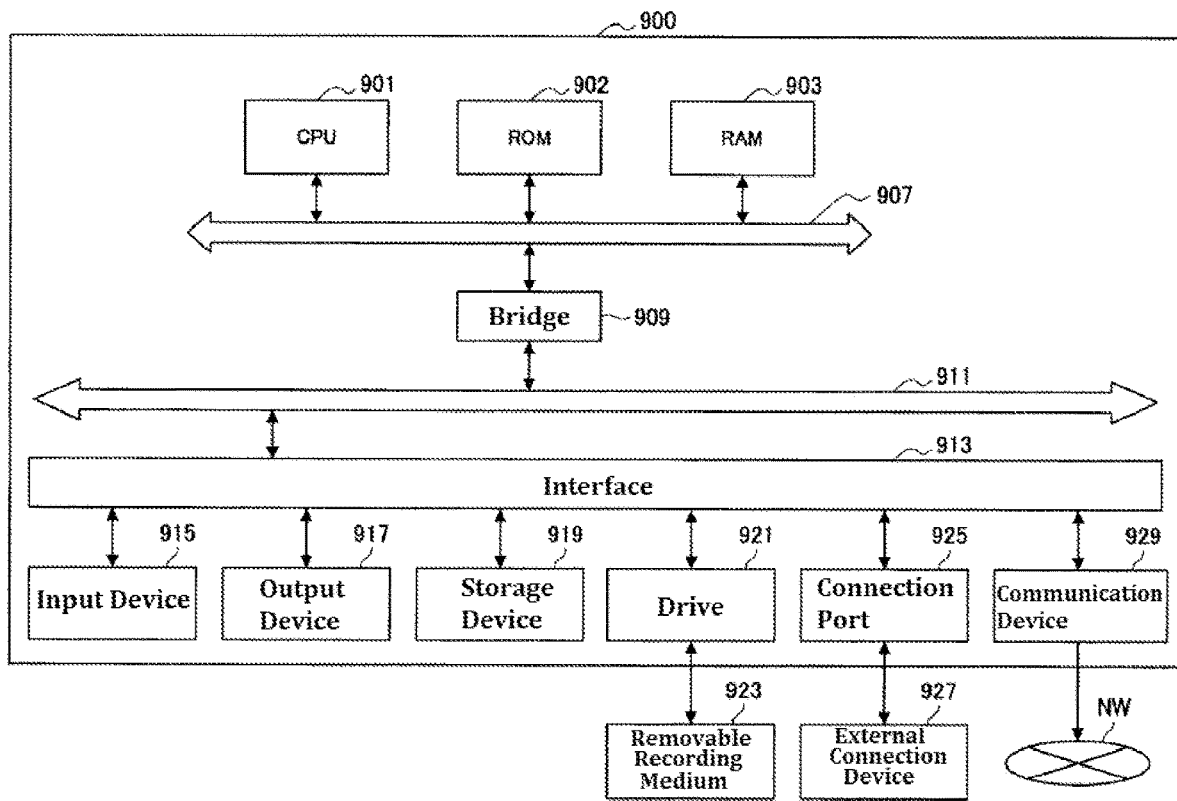 900
901
902
903
CPU
ROM
RAM
907
Bridge
909
911
913
Interface
915
917
919
921
925
929
Input Device
Output
Device
Storage
Device
Drive
Connection
Port
Communication
Device
923
927
NW
Removable
Recording
Medium
External
Connection
Device